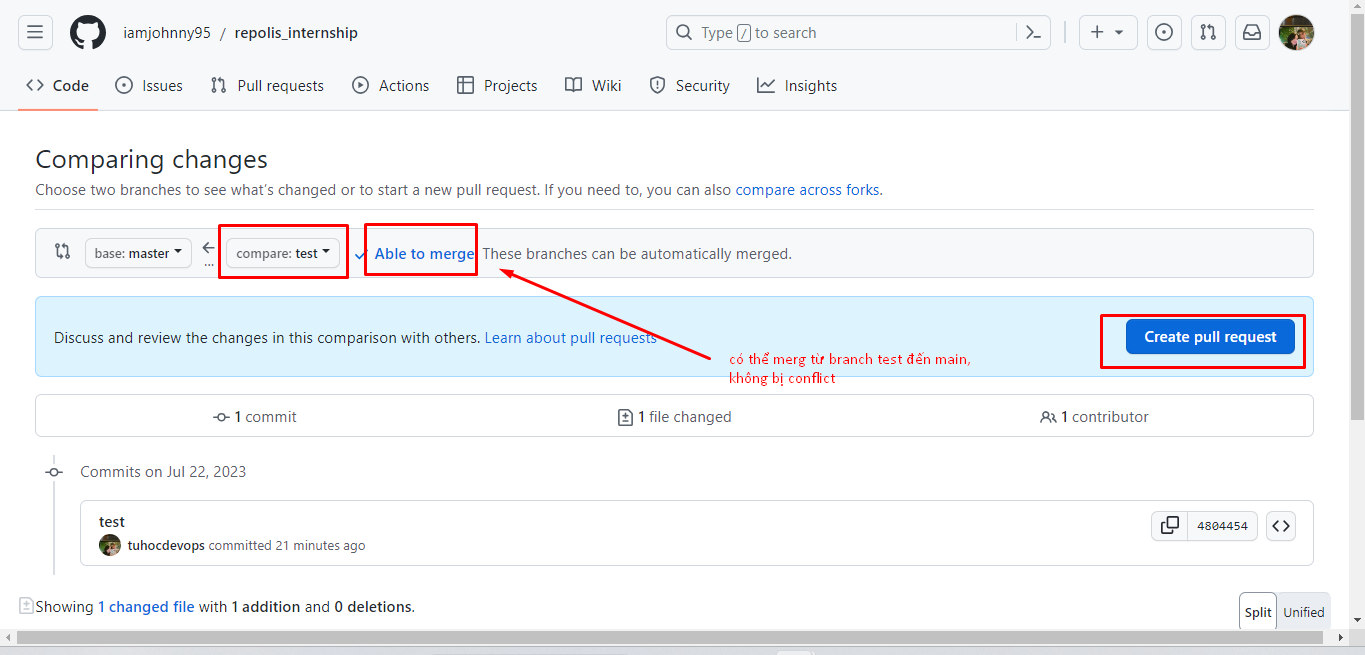 iamjohnny95 / repolis_internship
Type / to search
Code Issues Pull requests Actions Projects Wiki Security Insights
Comparing changes
Choose two branches to see what's changed or to start a new pull request. If you need to, you can also compare across forks.
base: master compare: test Able to merge These branches can be automatically merged.
...
Discuss and review the changes in this comparison with others. Learn about pull requests
Create pull request
có thể merg từ branch test đến main,
không bị conflict
1 commit 1 file changed 1 contributor
Commits on Jul 22, 2023
test
tuhocdevops committed 21 minutes ago
4804454
Showing 1 changed file with 1 addition and 0 deletions.
Split Unified